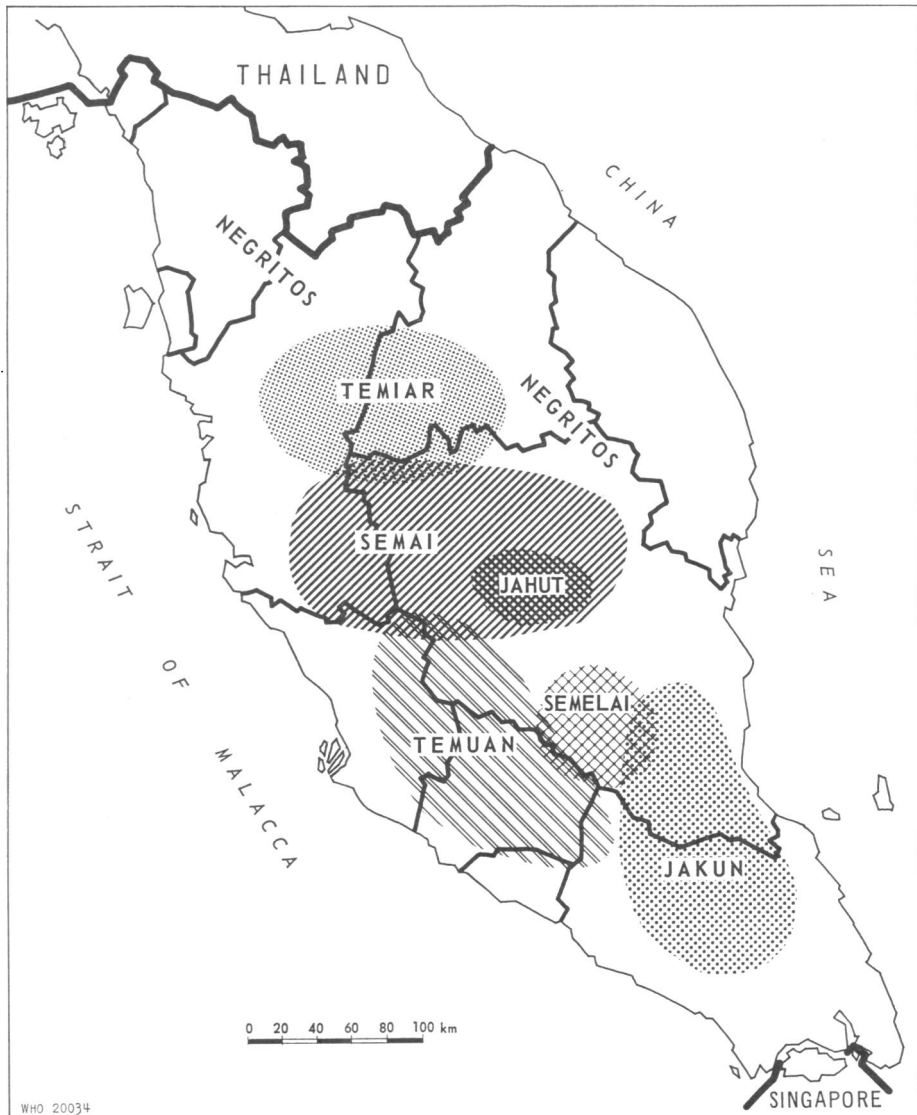 THAILAND
CHINA
NEGRITOS
TEMIAR
NEGRITOS
STRAIT
SEMAI
SEA
JAHUT
OF
SEMELAI
TEMUAN
MALACCA
JAKUN
0 20 40 60 80 100 km
SINGAPORE
WHO 20034